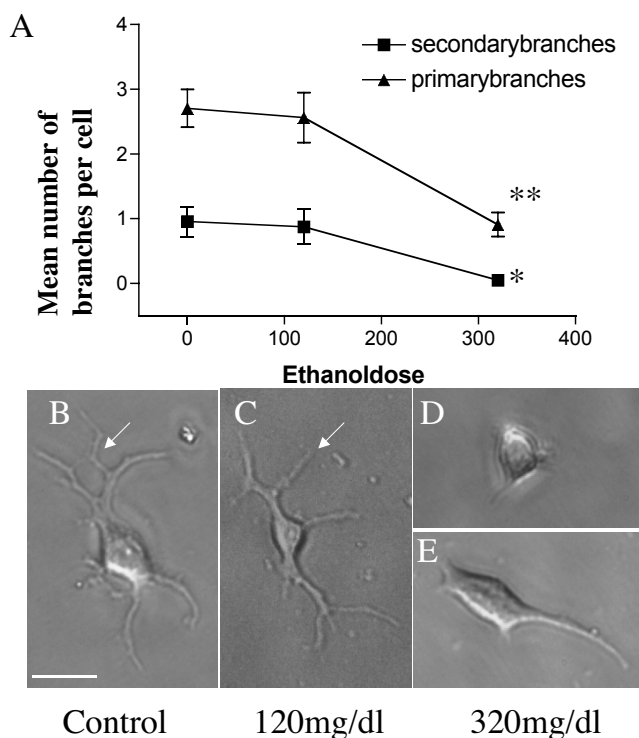 A
4
3
2
1
0
Mean number of
branches per cell
secondarybranches
primarybranches
**
*
0
100
200
300
400
Ethanoldose
B
C
D
E
Control
120mg/dl
320mg/dl